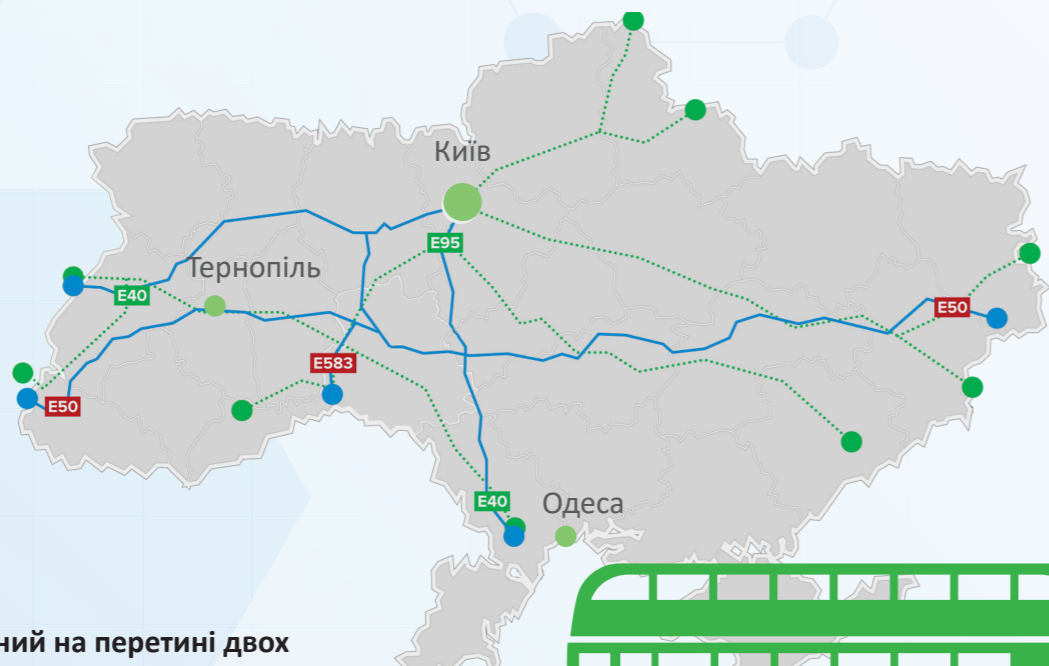 Київ
E95
Тернопіль
E40
E50
E583
E50
E40
Одеса
ний на перетині двох